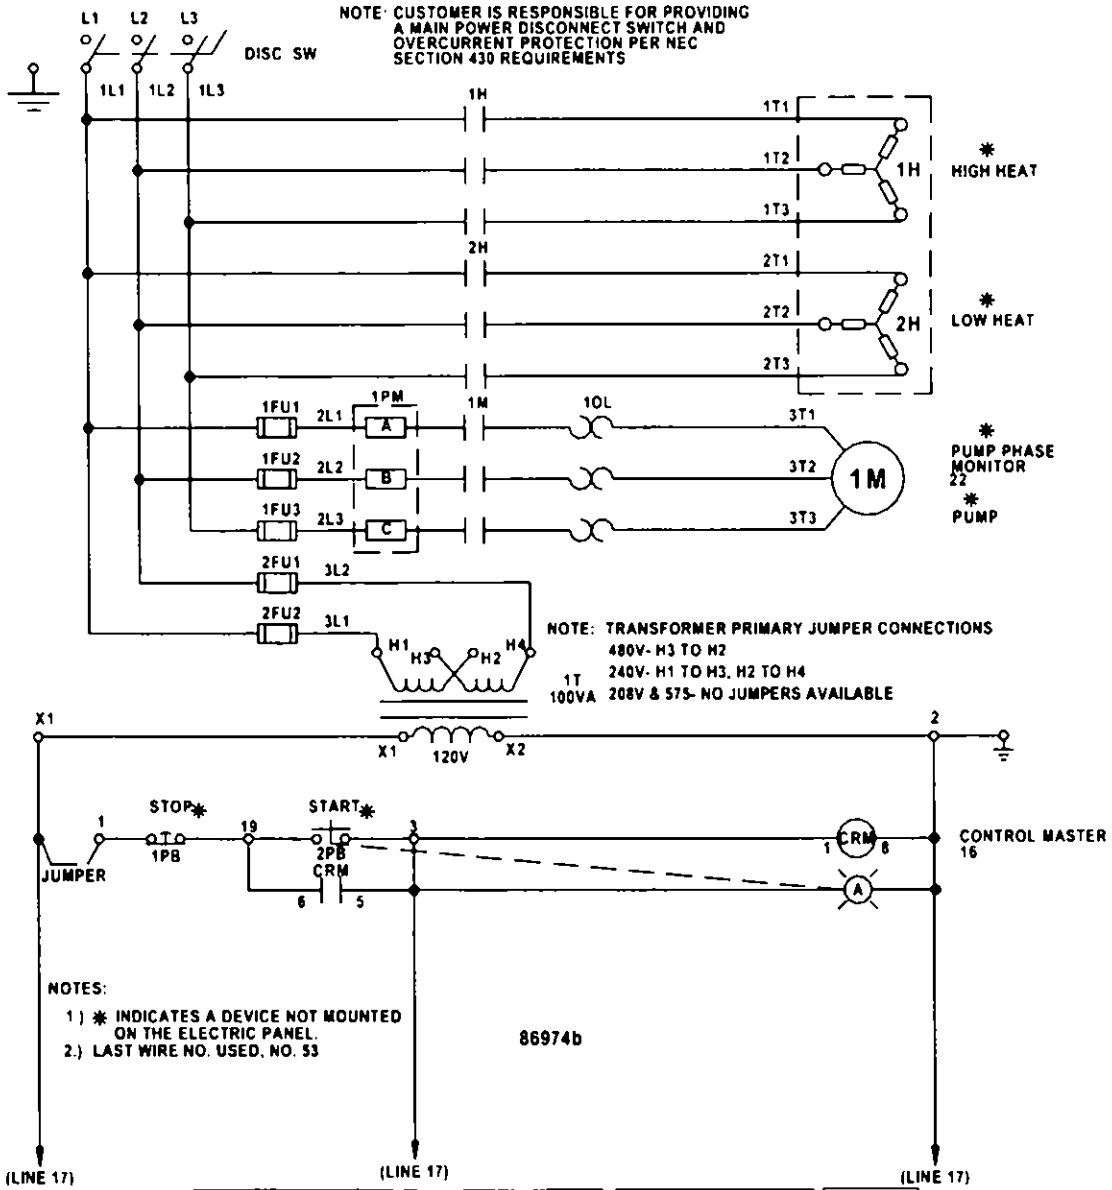 NOTE: CUSTOMER IS RESPONSIBLE FOR PROVIDING
A MAIN POWER DISCONNECT SWITCH AND
OVERCURRENT PROTECTION PER NEC
SECTION 430 REQUIREMENTS
L1 L2 L3
DISC SW
1L1 1L2 1L3
1H
1T1
1T2
1H
HIGH HEAT
1T3
2H
2T1
2T2
2H
LOW HEAT
2T3
1FU1 2L1 1PM A 1M 1OL 3T1
1FU2 2L2 B 3T2 1M
PUMP PHASE
MONITOR
22
PUMP
1FU3 2L3 C 3T3
2FU1 3L2
2FU2 3L1
H1 H3 H2 H4
NOTE: TRANSFORMER PRIMARY JUMPER CONNECTIONS
480V- H3 TO H2
240V- H1 TO H3, H2 TO H4
208V & 575- NO JUMPERS AVAILABLE
1T
100VA
X1 X1 120V X2 2
STOP* START*
1 19 3
1PB 2PB 1 CRM 8
CONTROL MASTER
16
JUMPER
CRM
6 5 A
NOTES:
1) * INDICATES A DEVICE NOT MOUNTED
ON THE ELECTRIC PANEL.
2.) LAST WIRE NO. USED, NO. 53
86974b
(LINE 17) (LINE 17) (LINE 17)